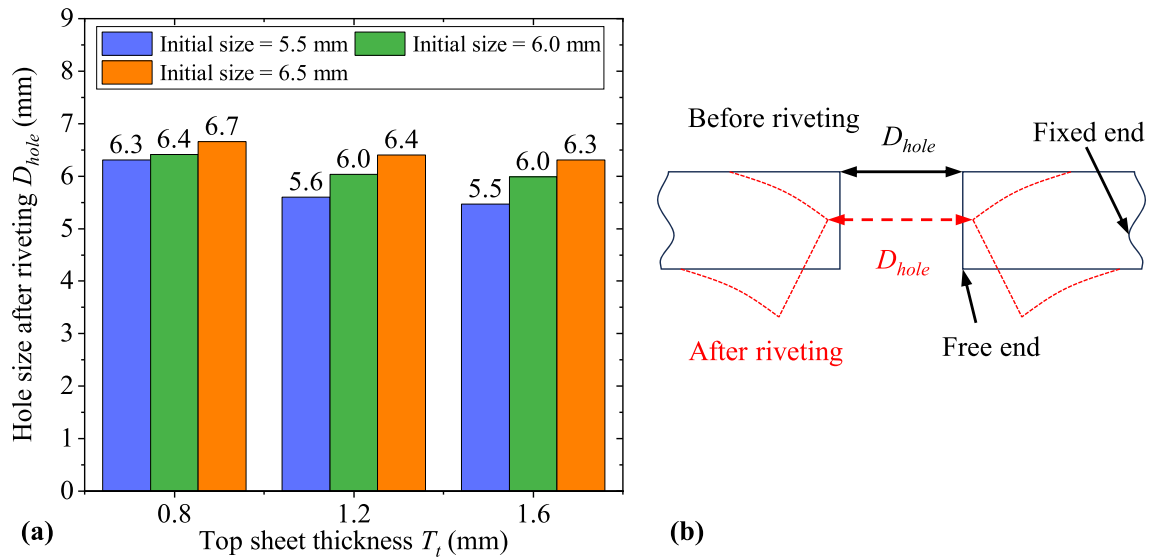 Hole size after riveting D_hole (mm)
9
8
7
6
5
4
3
2
1
0
Initial size = 5.5 mm
Initial size = 6.0 mm
Initial size = 6.5 mm
6.3
6.4
6.7
5.6
6.0
6.4
5.5
6.0
6.3
0.8
1.2
1.6
Top sheet thickness T_t (mm)
(a)
Before riveting
D_hole
Fixed end
D_hole
After riveting
Free end
(b)